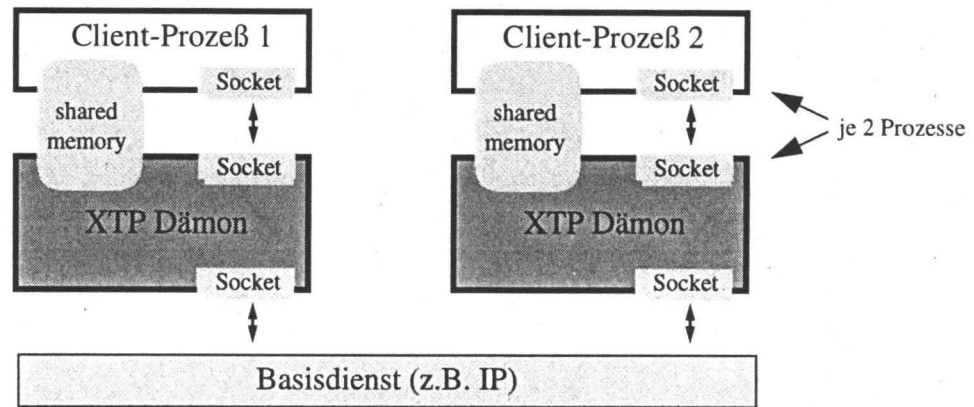 Client-Prozeß 1
Client-Prozeß 2
Socket
Socket
shared
memory
shared
memory
je 2 Prozesse
Socket
Socket
XTP Dämon
XTP Dämon
Socket
Socket
Basisdienst (z.B. IP)